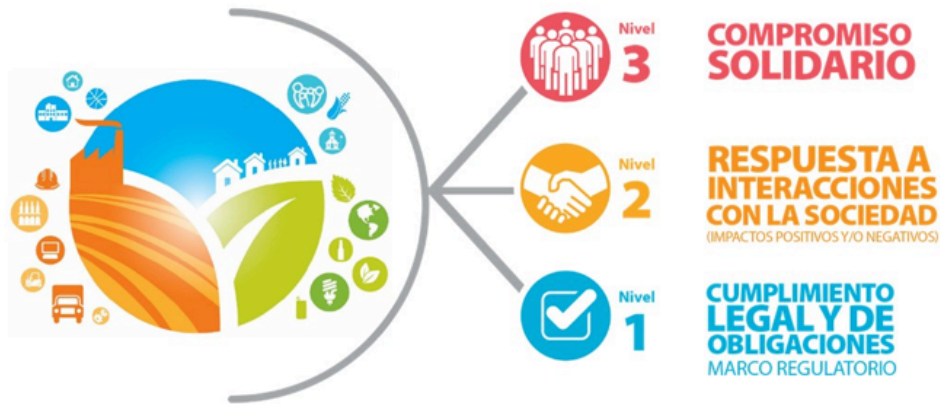 Nivel
3
COMPROMISO
SOLIDARIO
Nivel
2
RESPUESTA A
INTERACCIONES
CON LA SOCIEDAD
(IMPACTOS POSITIVOS Y/O NEGATIVOS)
Nivel
1
CUMPLIMIENTO
LEGAL Y DE
OBLIGACIONES
MARCO REGULATORIO